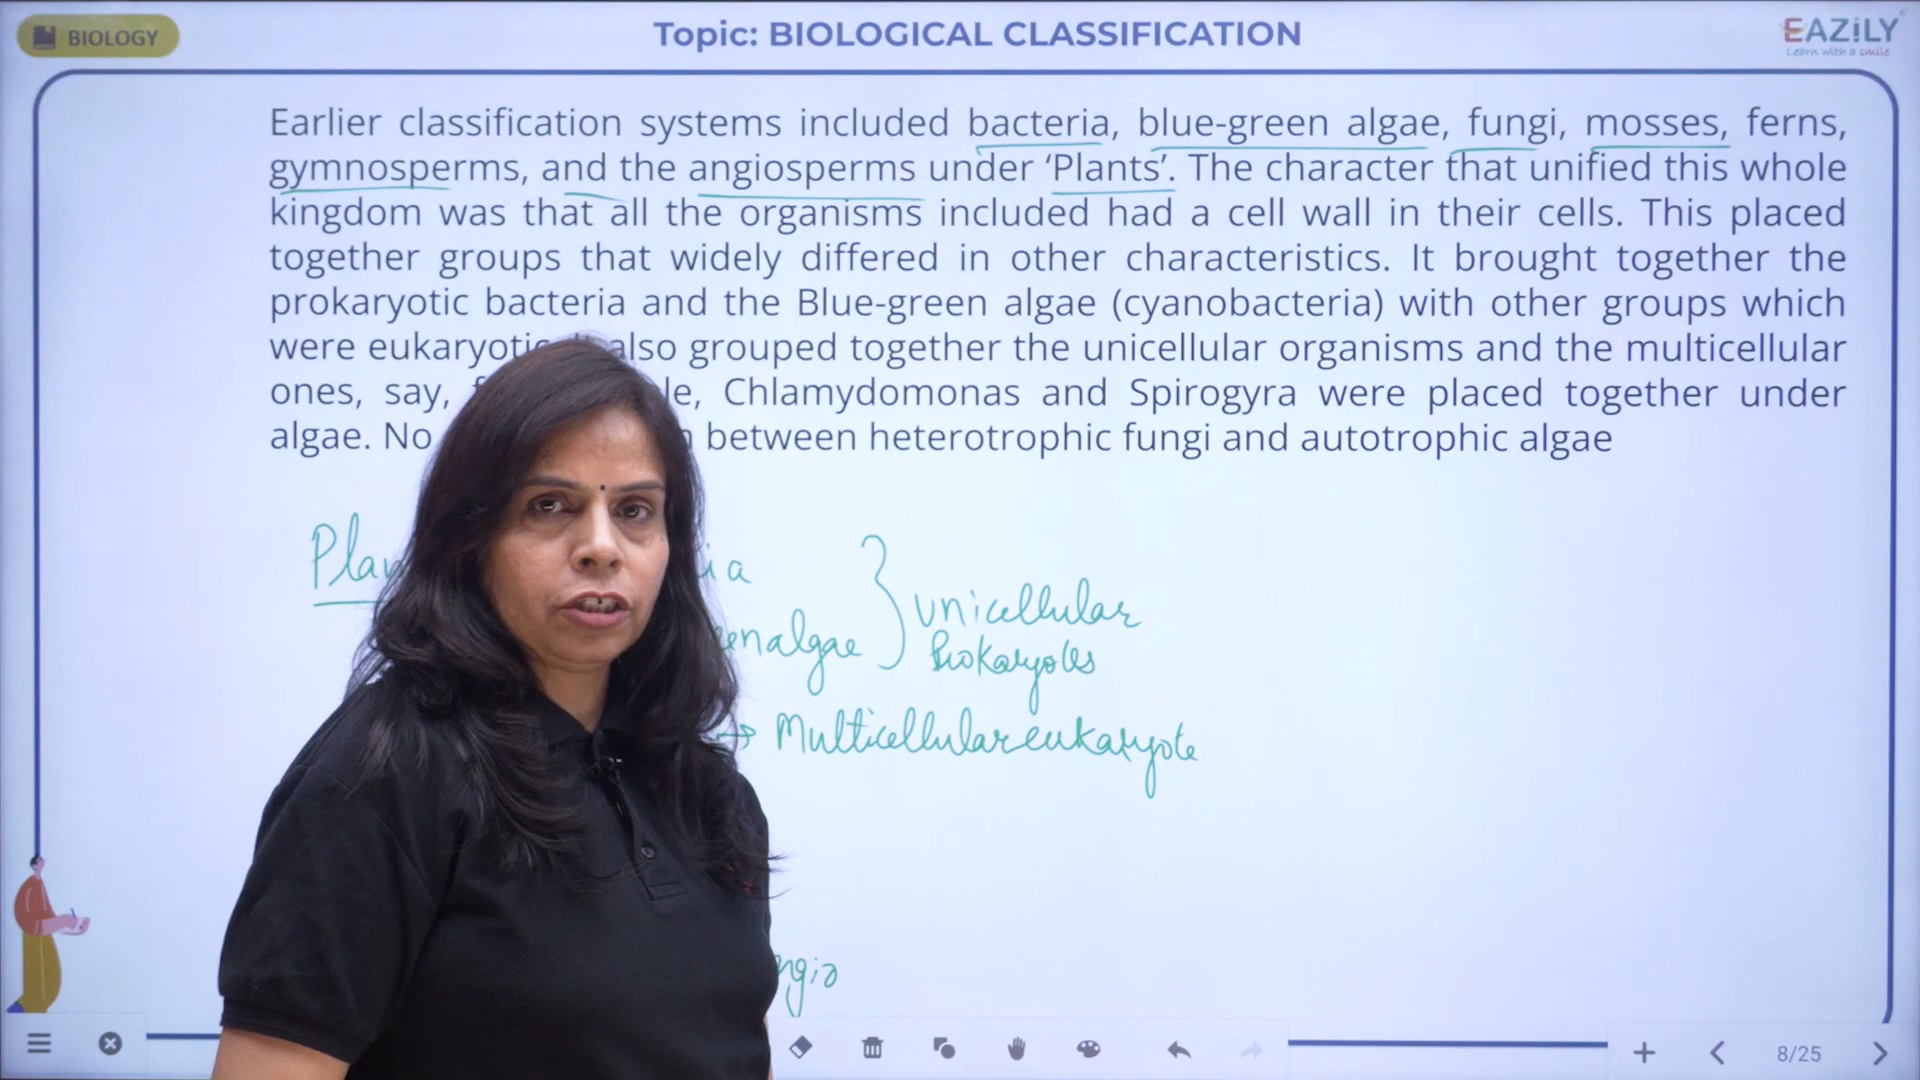 BIOLOGY
Topic: BIOLOGICAL CLASSIFICATION
EAZiLY
Learn with a smile
Earlier classification systems included bacteria, blue-green algae, fungi, mosses, ferns,
gymnosperms, and the angiosperms under ‘Plants’. The character that unified this whole
kingdom was that all the organisms included had a cell wall in their cells. This placed
together groups that widely differed in other characteristics. It brought together the
prokaryotic bacteria and the Blue-green algae (cyanobacteria) with other groups which
were eukaryotic also grouped together the unicellular organisms and the multicellular
ones, say, Chlamydomonas and Spirogyra were placed together under
algae. No between heterotrophic fungi and autotrophic algae
algae
unicellular
Prokaryotes
→ Multicellular eukaryote
8/25